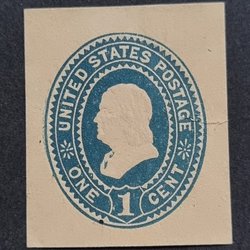 UNITED STATES POSTAGE
ONE 1 CENT